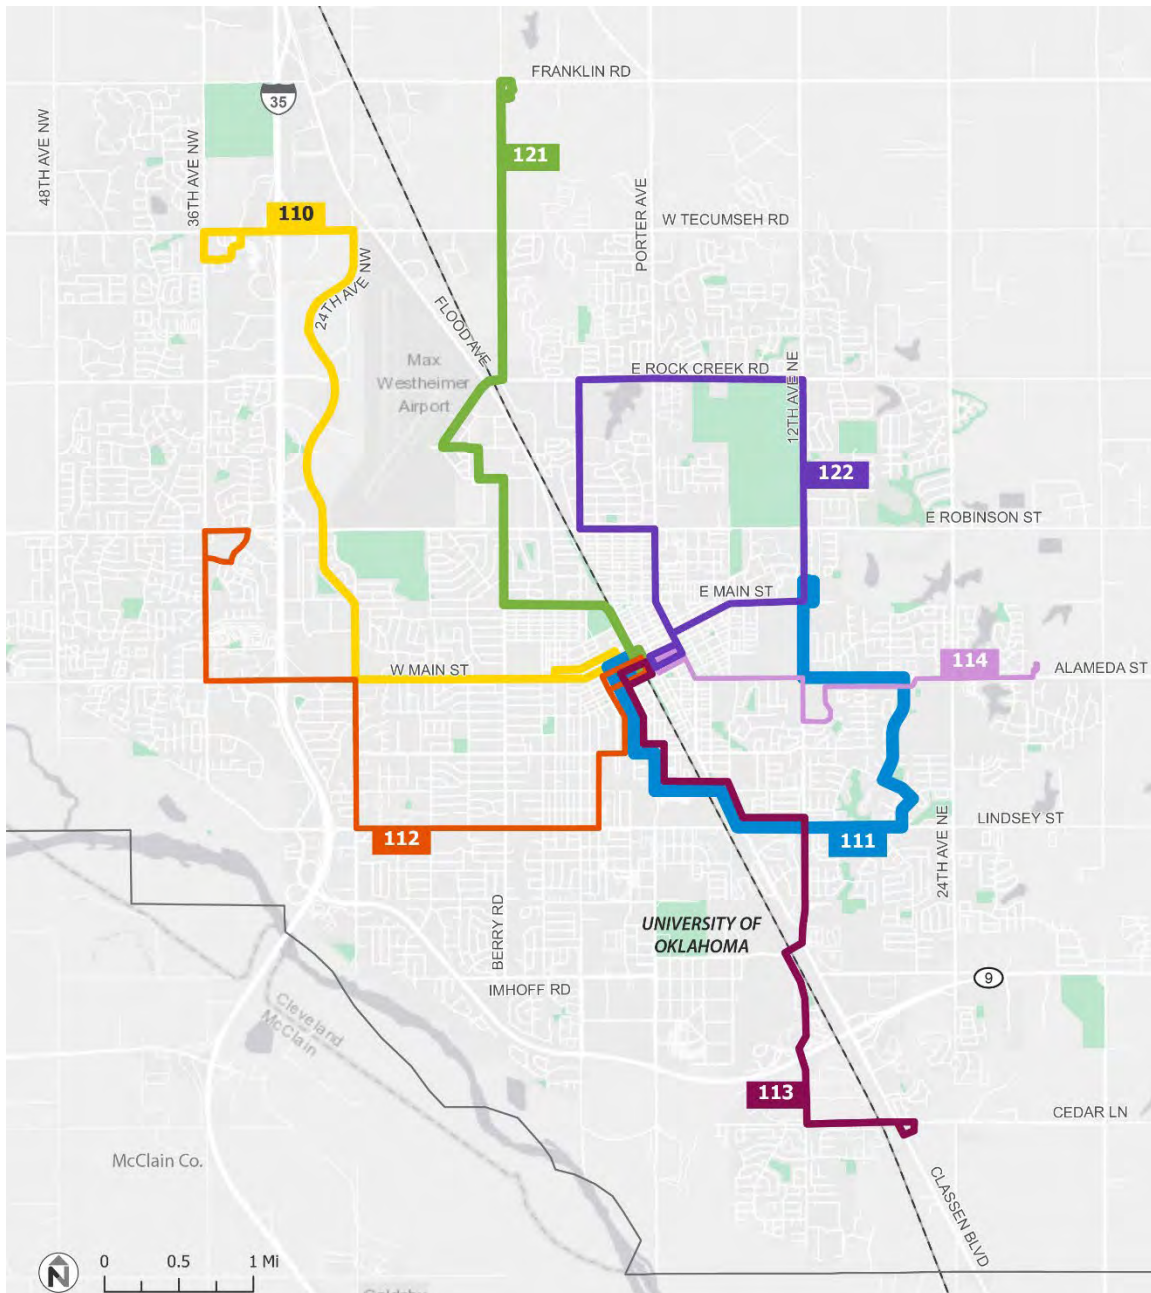 FRANKLIN RD
35
48TH AVE NW
36TH AVE NW
121
110
PORTER AVE
W TECUMSEH RD
24TH AVE NW
FLOOD AVE
Max
Westheimer
Airport
E ROCK CREEK RD
12TH AVE NE
122
E ROBINSON ST
E MAIN ST
W MAIN ST
114
ALAMEDA ST
112
111
24TH AVE NE
LINDSEY ST
BERRY RD
UNIVERSITY OF
OKLAHOMA
IMHOFF RD
9
Cleveland
McClain
113
CEDAR LN
McClain Co.
CLASSEN BLVD
N
0 0.5 1 Mi